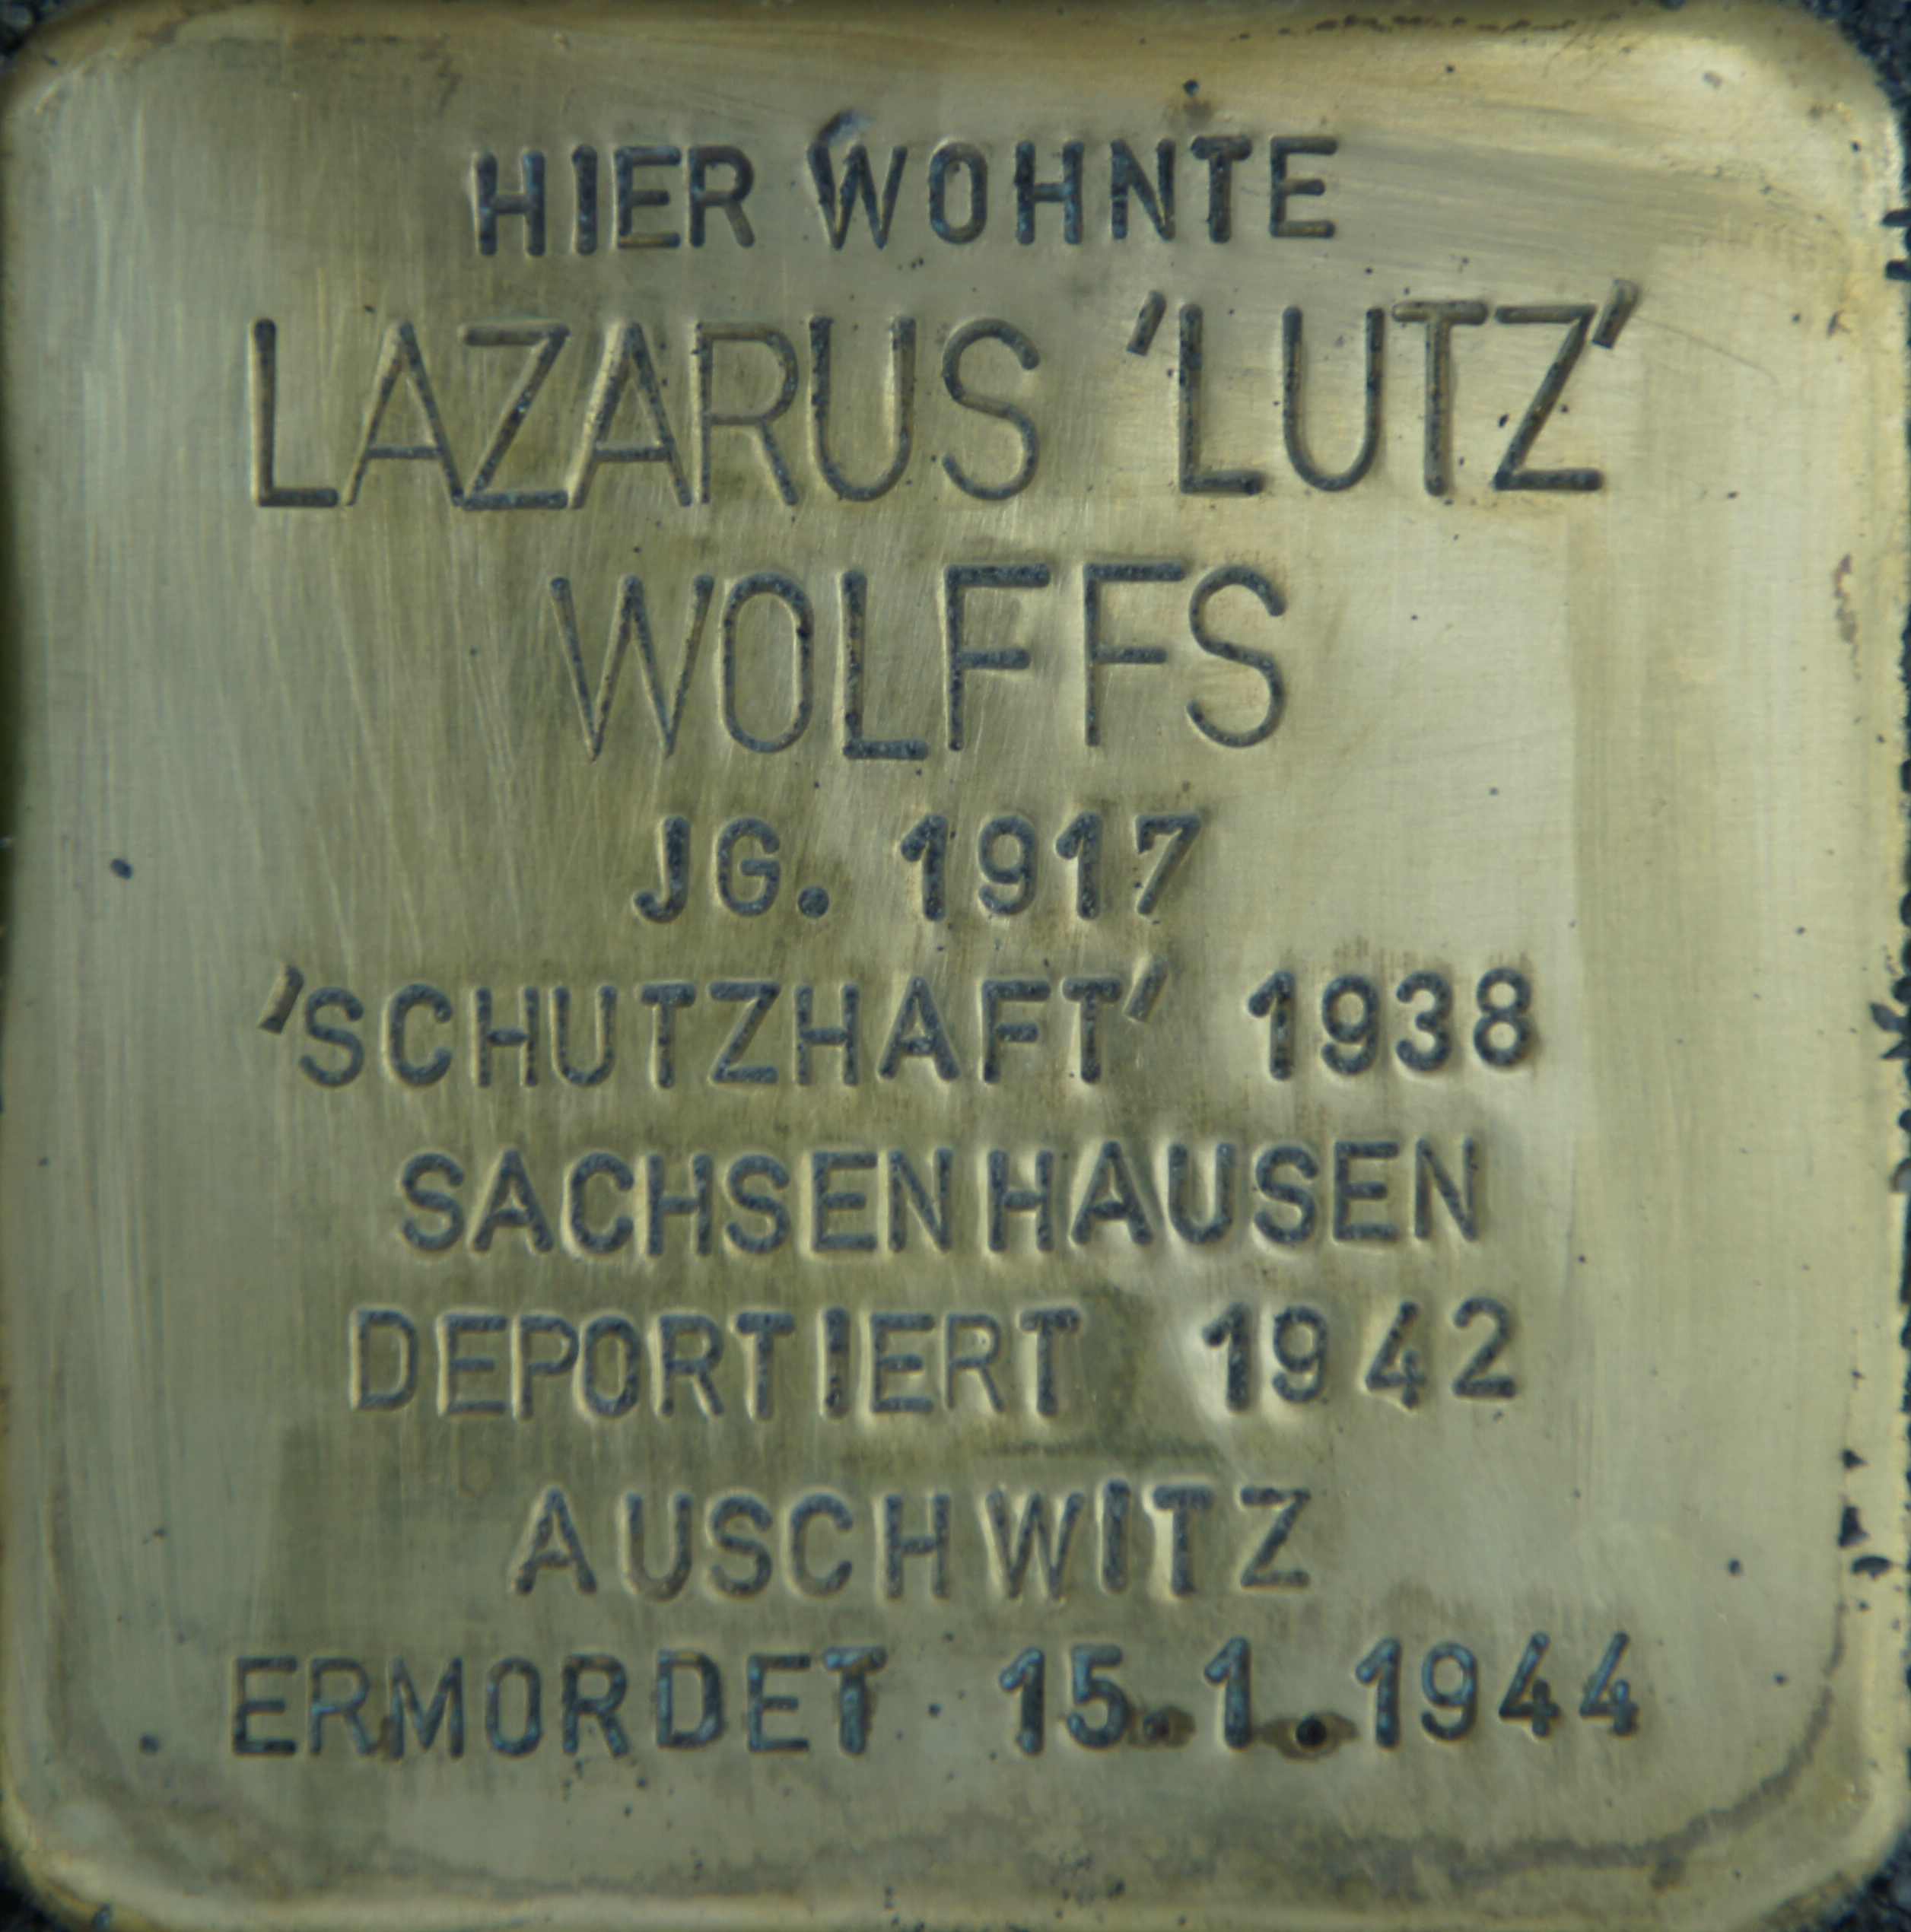 HIER WOHNTE
LAZARUS 'LUTZ'
WOLFFS
JG. 1917
'SCHUTZHAFT' 1938
SACHSENHAUSEN
DEPORTIERT 1942
AUSCHWITZ
ERMORDET 15.1.1944